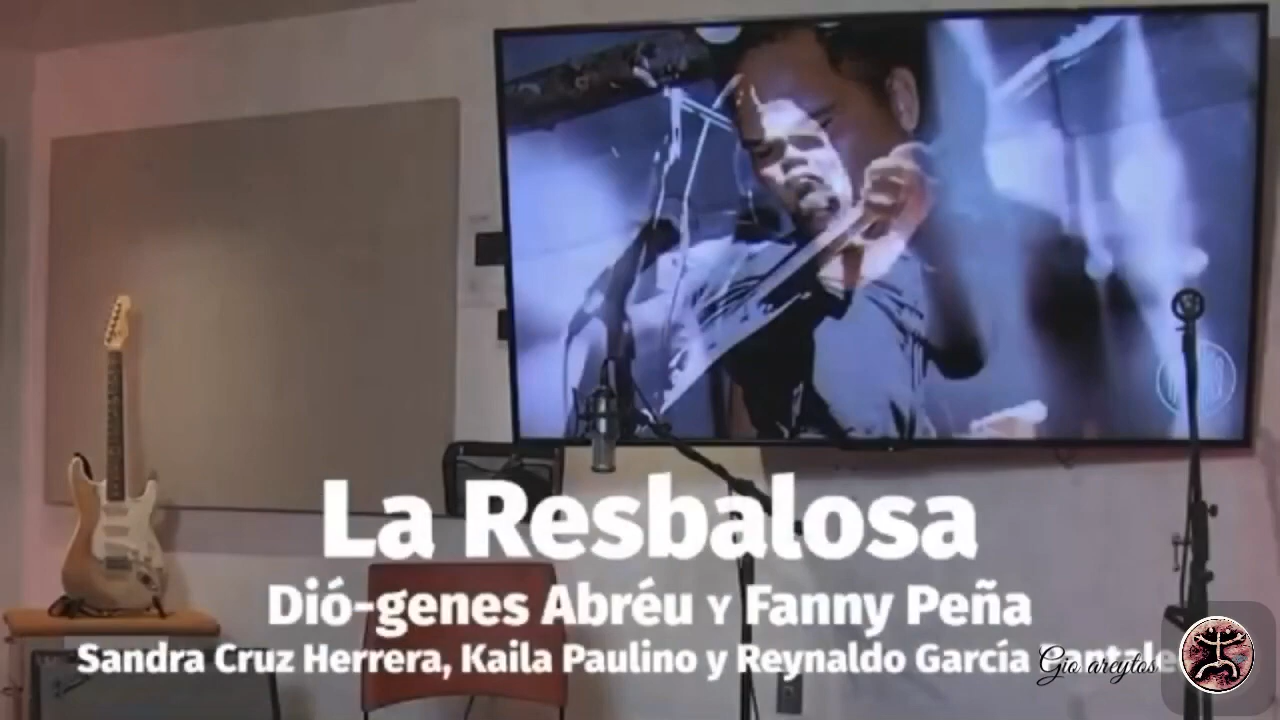 La Resbalosa
Dió-genes Abréu Y Fanny Peña
Sandra Cruz Herrera, Kaila Paulino y Reynaldo García
Gio areytos